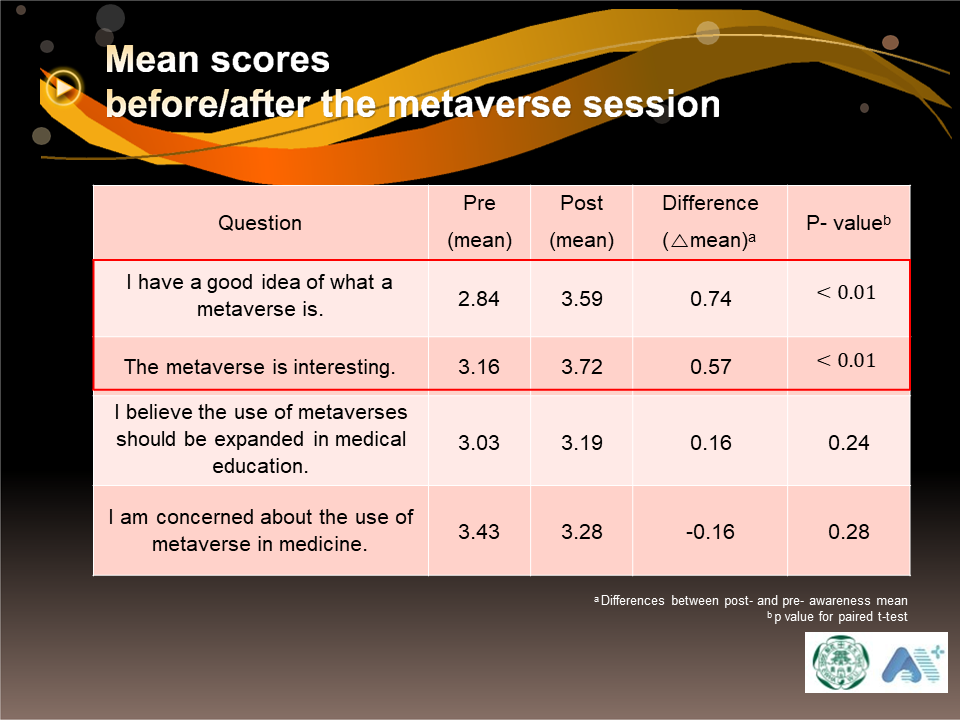 Mean scores
before/after the metaverse session
Question
Pre
(mean)
Post
(mean)
Difference
(△mean)ᵃ
P- valueᵇ
I have a good idea of what a
metaverse is.
2.84
3.59
0.74
< 0.01
The metaverse is interesting.
3.16
3.72
0.57
< 0.01
I believe the use of metaverses
should be expanded in medical
education.
3.03
3.19
0.16
0.24
I am concerned about the use of
metaverse in medicine.
3.43
3.28
-0.16
0.28
ᵃ Differences between post- and pre- awareness mean
ᵇ p value for paired t-test